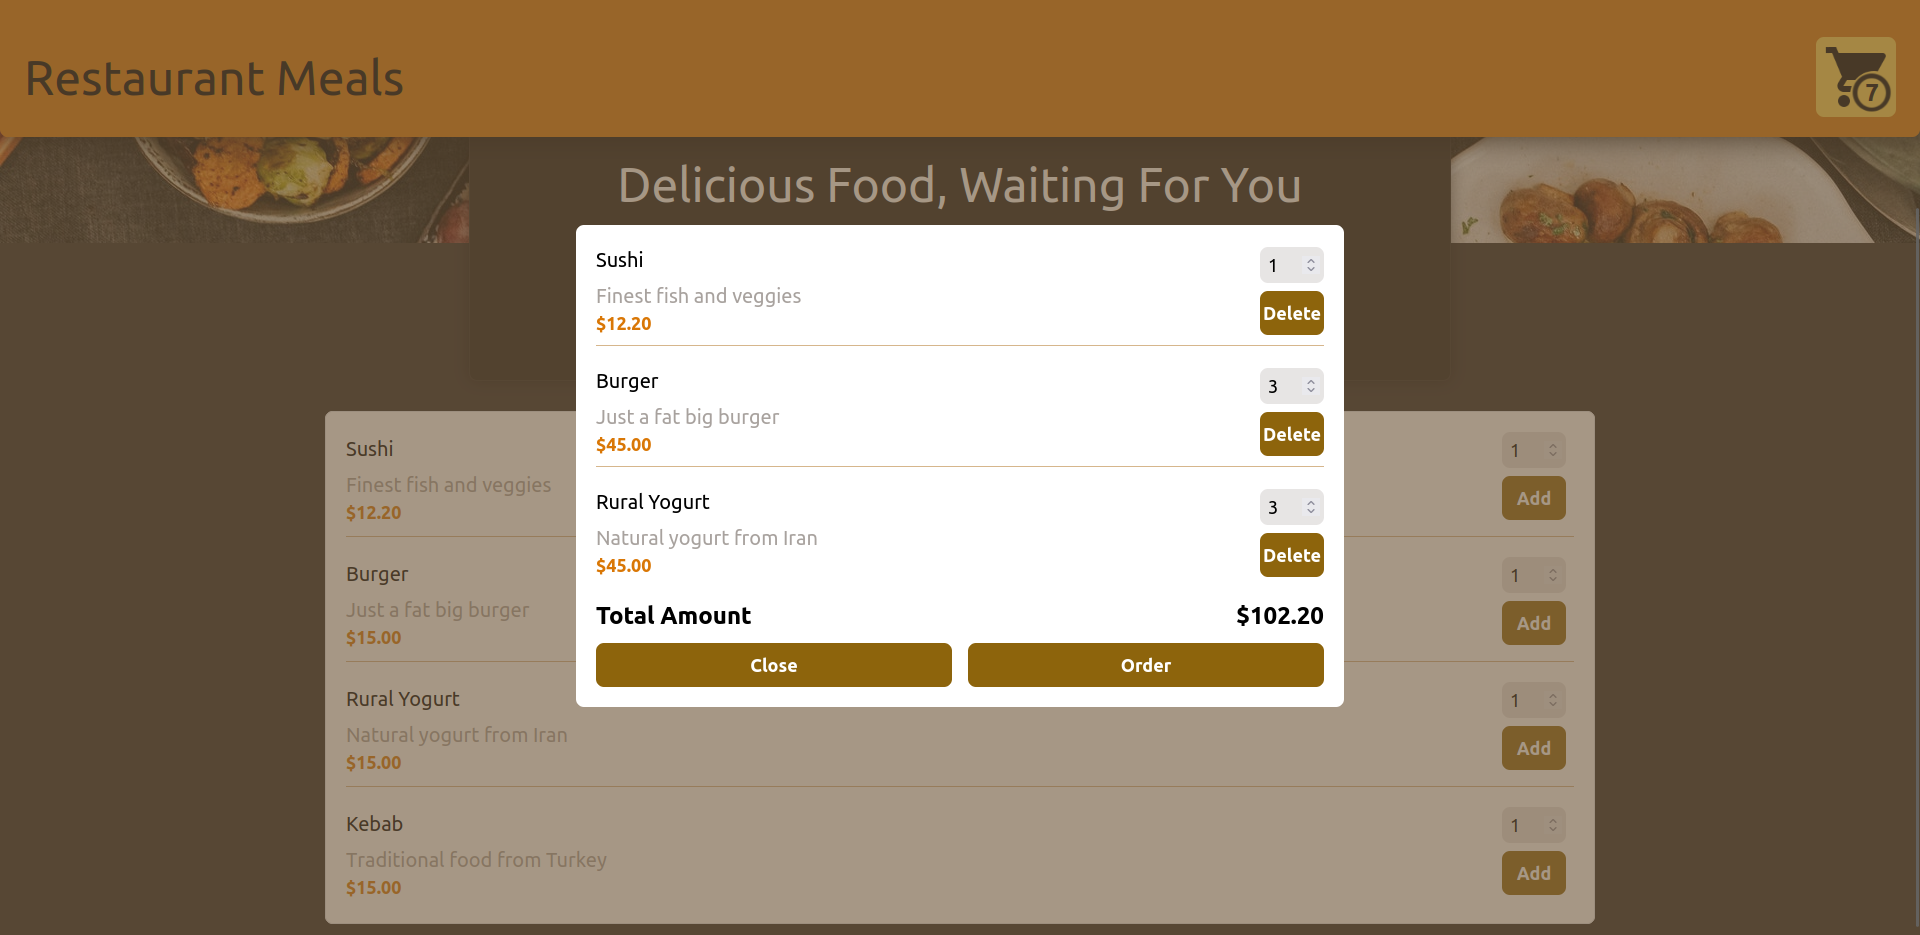 Restaurant Meals
7
Delicious Food, Waiting For You
Sushi
1
Finest fish and veggies
$12.20
Delete
Burger
3
Just a fat big burger
$45.00
Delete
Rural Yogurt
3
Natural yogurt from Iran
$45.00
Delete
Total Amount $102.20
Close Order
Sushi
1
Finest fish and veggies
$12.20
Add
Burger
1
Just a fat big burger
$15.00
Add
Rural Yogurt
1
Natural yogurt from Iran
$15.00
Add
Kebab
1
Traditional food from Turkey
$15.00
Add